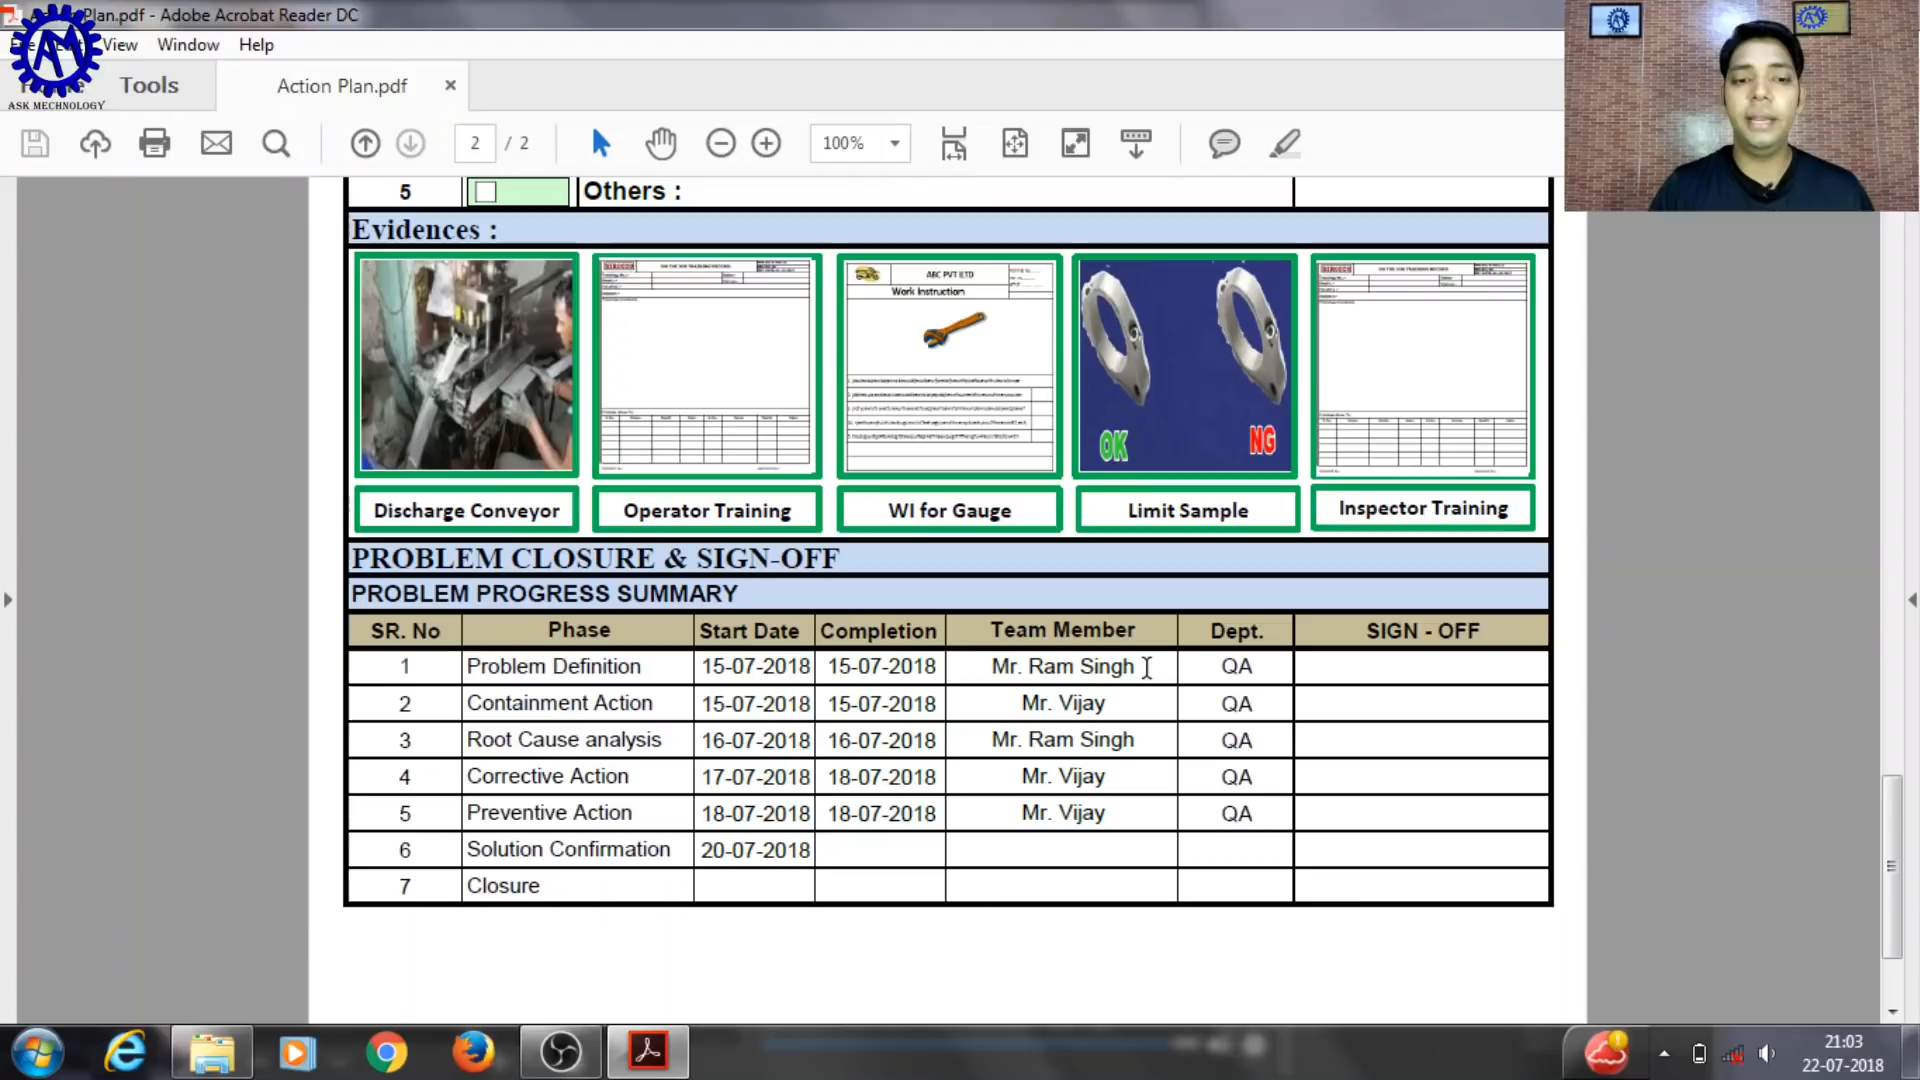 Action Plan.pdf - Adobe Acrobat Reader DC
View Window Help
ASK MECHNOLOGY
Tools
Action Plan.pdf
2 / 2
100%
5 Others :
Evidences :
ABC PVT lLTD
Work Instruction
OK
NG
Discharge Conveyor
Operator Training
WI for Gauge
Limit Sample
Inspector Training
PROBLEM CLOSURE & SIGN-OFF
PROBLEM PROGRESS SUMMARY
SR. No Phase Start Date Completion Team Member Dept. SIGN - OFF
1 Problem Definition 15-07-2018 15-07-2018 Mr. Ram Singh QA
2 Containment Action 15-07-2018 15-07-2018 Mr. Vijay QA
3 Root Cause analysis 16-07-2018 16-07-2018 Mr. Ram Singh QA
4 Corrective Action 17-07-2018 18-07-2018 Mr. Vijay QA
5 Preventive Action 18-07-2018 18-07-2018 Mr. Vijay QA
6 Solution Confirmation 20-07-2018
7 Closure
21:03
22-07-2018